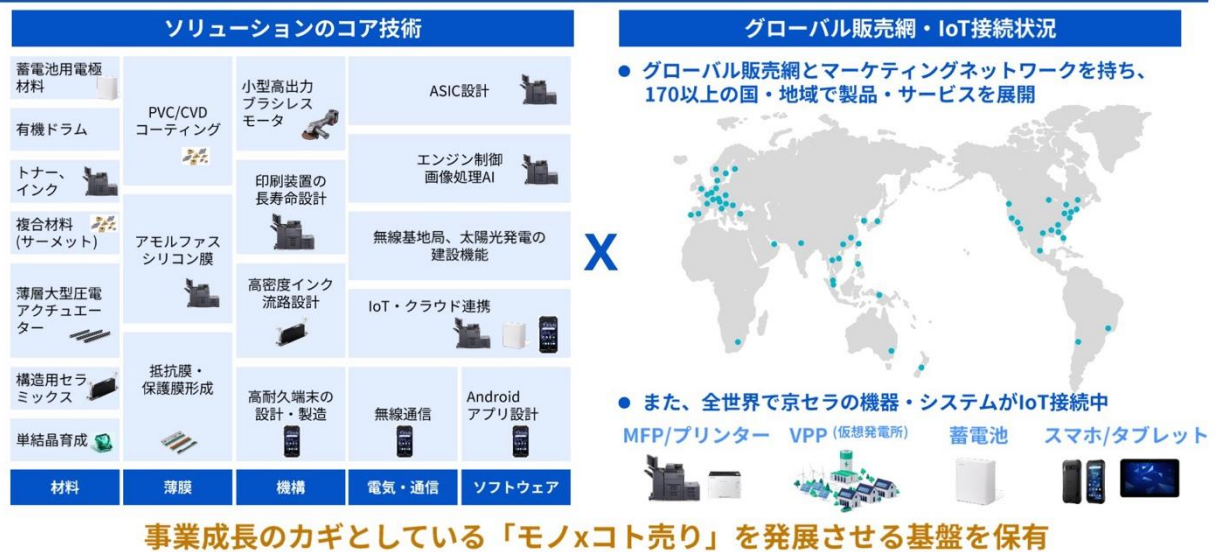 ソリューションのコア技術
蓄電池用電極
材料
有機ドラム
トナー、
インク
複合材料
(サーメット)
薄層大型圧電
アクチュエー
ター
構造用セラ
ミックス
単結晶育成
材料
PVC/CVD
コーティング
アモルファス
シリコン膜
抵抗膜・
保護膜形成
薄膜
小型高出力
ブラシレス
モータ
印刷装置の
長寿命設計
高密度インク
流路設計
高耐久端末の
設計・製造
機構
ASIC設計
エンジン制御
画像処理AI
無線基地局、太陽光発電の
建設機能
IoT・クラウド連携
無線通信
電気・通信
Android
アプリ設計
ソフトウェア
X
グローバル販売網・IoT接続状況
● グローバル販売網とマーケティングネットワークを持ち、
170以上の国・地域で製品・サービスを展開
● また、全世界で京セラの機器・システムがIoT接続中
MFP/プリンター
VPP (仮想発電所)
蓄電池
スマホ/タブレット
事業成長のカギとしている「モノxコト売り」を発展させる基盤を保有